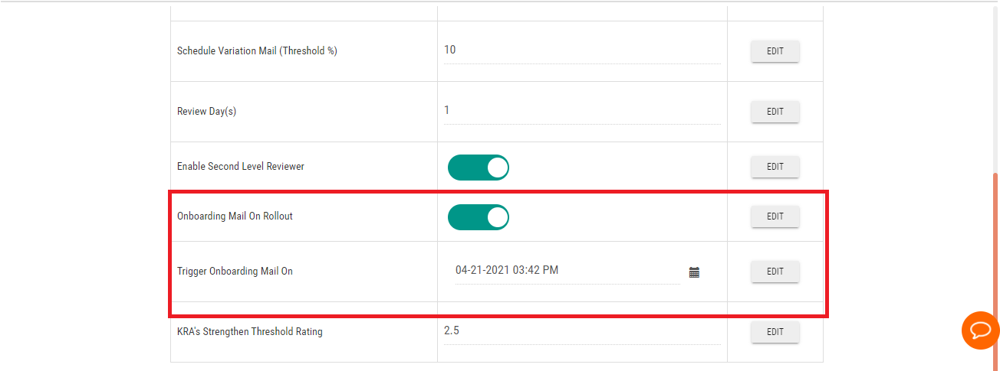 Schedule Variation Mail (Threshold %) 10 EDIT
Review Day(s) 1 EDIT
Enable Second Level Reviewer EDIT
Onboarding Mail On Rollout EDIT
Trigger Onboarding Mail On 04-21-2021 03:42 PM EDIT
KRA's Strengthen Threshold Rating 2.5 EDIT